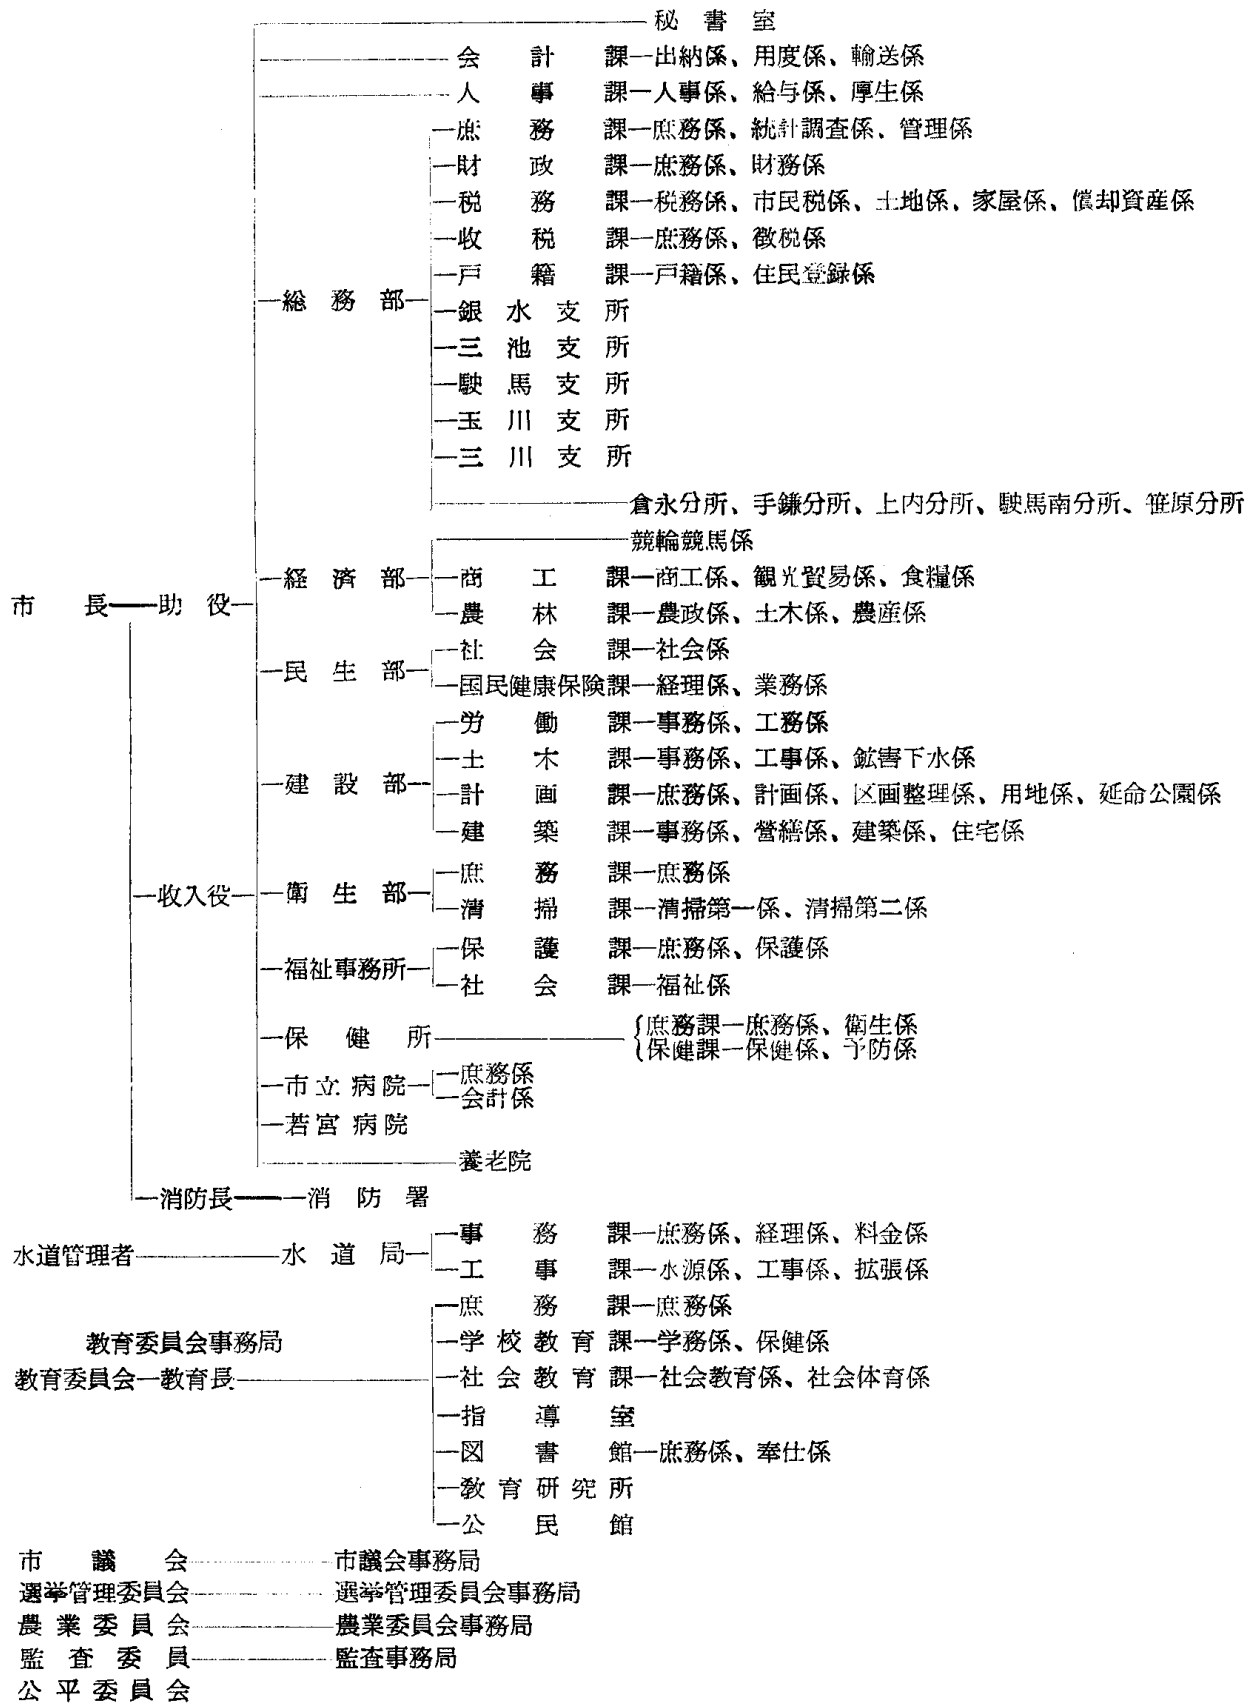 秘書室
会計課―出納係、用度係、輸送係
人事課―人事係、給与係、厚生係
庶務課―庶務係、統計調査係、管理係
財政課―庶務係、財務係
税務課―税務係、市民税係、土地係、家屋係、償却資産係
収税課―庶務係、徴税係
戸籍課―戸籍係、住民登録係
総務部
銀水支所
三池支所
駛馬支所
玉川支所
三川支所
倉永分所、手鎌分所、上内分所、駛馬南分所、笹原分所
競輪競馬係
経済部―商工課―商工係、観光貿易係、食糧係
市長―助役
農林課―農政係、土木係、農産係
社会課―社会係
民生部
国民健康保険課―経理係、業務係
労働課―事務係、工務係
土木課―事務係、工事係、鉱害下水係
建設部
計画課―庶務係、計画係、区画整理係、用地係、延命公園係
建築課―事務係、営繕係、建築係、住宅係
庶務課―庶務係
収入役―衛生部
清掃課―清掃第一係、清掃第二係
保護課―庶務係、保護係
福祉事務所
社会課―福祉係
保健所
庶務課―庶務係、衛生係
保健課―保健係、予防係
市立病院
庶務係
会計係
若宮病院
養老院
消防長―消防署
事務課―庶務係、経理係、料金係
水道管理者―水道局
工事課―水源係、工事係、拡張係
庶務課―庶務係
教育委員会事務局
学校教育課―学務係、保健係
教育委員会―教育長―社会教育課―社会教育係、社会体育係
指導室
図書館―庶務係、奉仕係
教育研究所
公民館
市議会―市議会事務局
選挙管理委員会―選挙管理委員会事務局
農業委員会―農業委員会事務局
監査委員―監査事務局
公平委員会